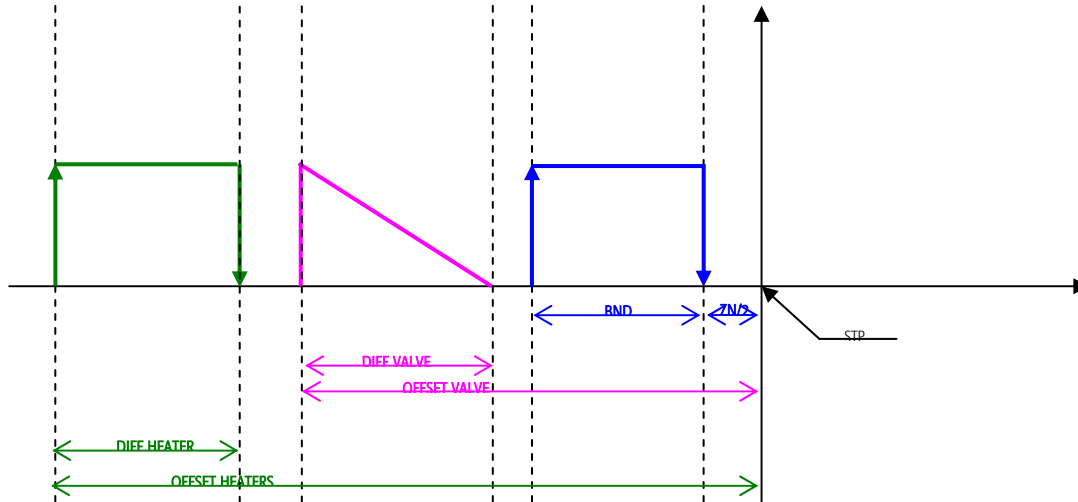 BND
ZN/2
STP
DIFF VALVE
OFFSET VALVE
DIFF HEATER
OFFSET HEATERS